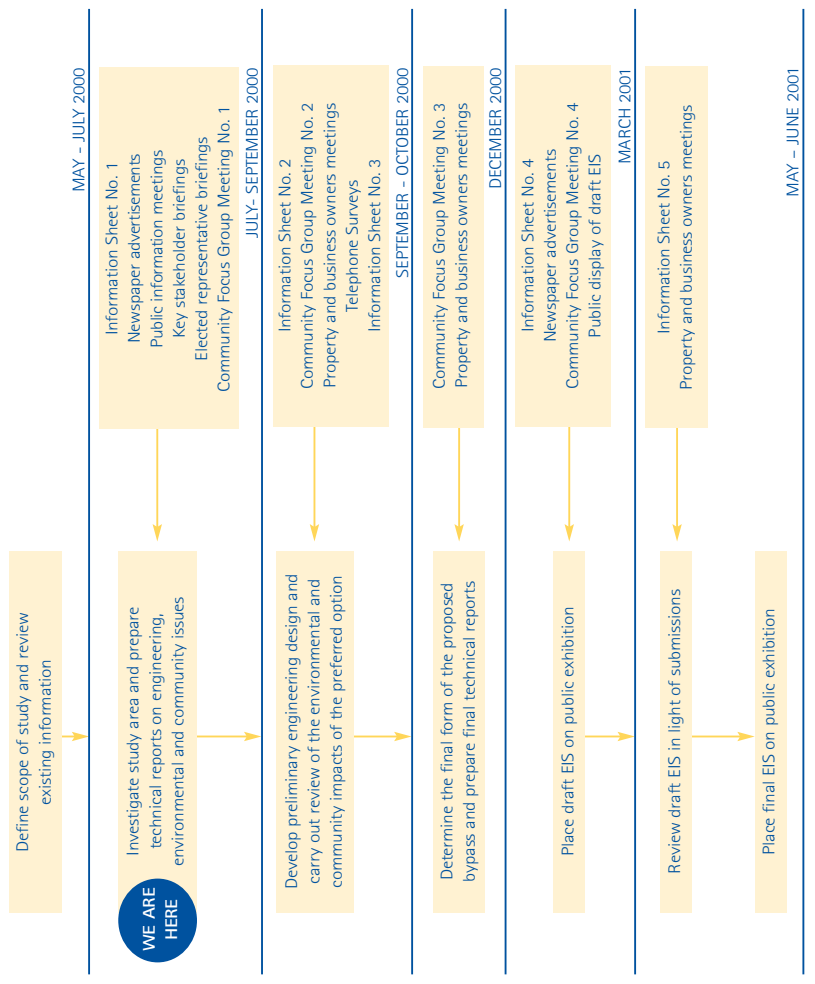 Define scope of study and review
existing information
MAY - JULY 2000
WE ARE
HERE
Investigate study area and prepare
technical reports on engineering,
environmental and community issues
Information Sheet No. 1
Newspaper advertisements
Public information meetings
Key stakeholder briefings
Elected representative briefings
Community Focus Group Meeting No. 1
JULY– SEPTEMBER 2000
Develop preliminary engineering design and
carry out review of the environmental and
community impacts of the preferred option
Information Sheet No. 2
Community Focus Group Meeting No. 2
Property and business owners meetings
Telephone Surveys
Information Sheet No. 3
SEPTEMBER - OCTOBER 2000
Determine the final form of the proposed
bypass and prepare final technical reports
Community Focus Group Meeting No. 3
Property and business owners meetings
DECEMBER 2000
Place draft EIS on public exhibition
Information Sheet No. 4
Newspaper advertisements
Community Focus Group Meeting No. 4
Public display of draft EIS
MARCH 2001
Review draft EIS in light of submissions
Information Sheet No. 5
Property and business owners meetings
Place final EIS on public exhibition
MAY – JUNE 2001